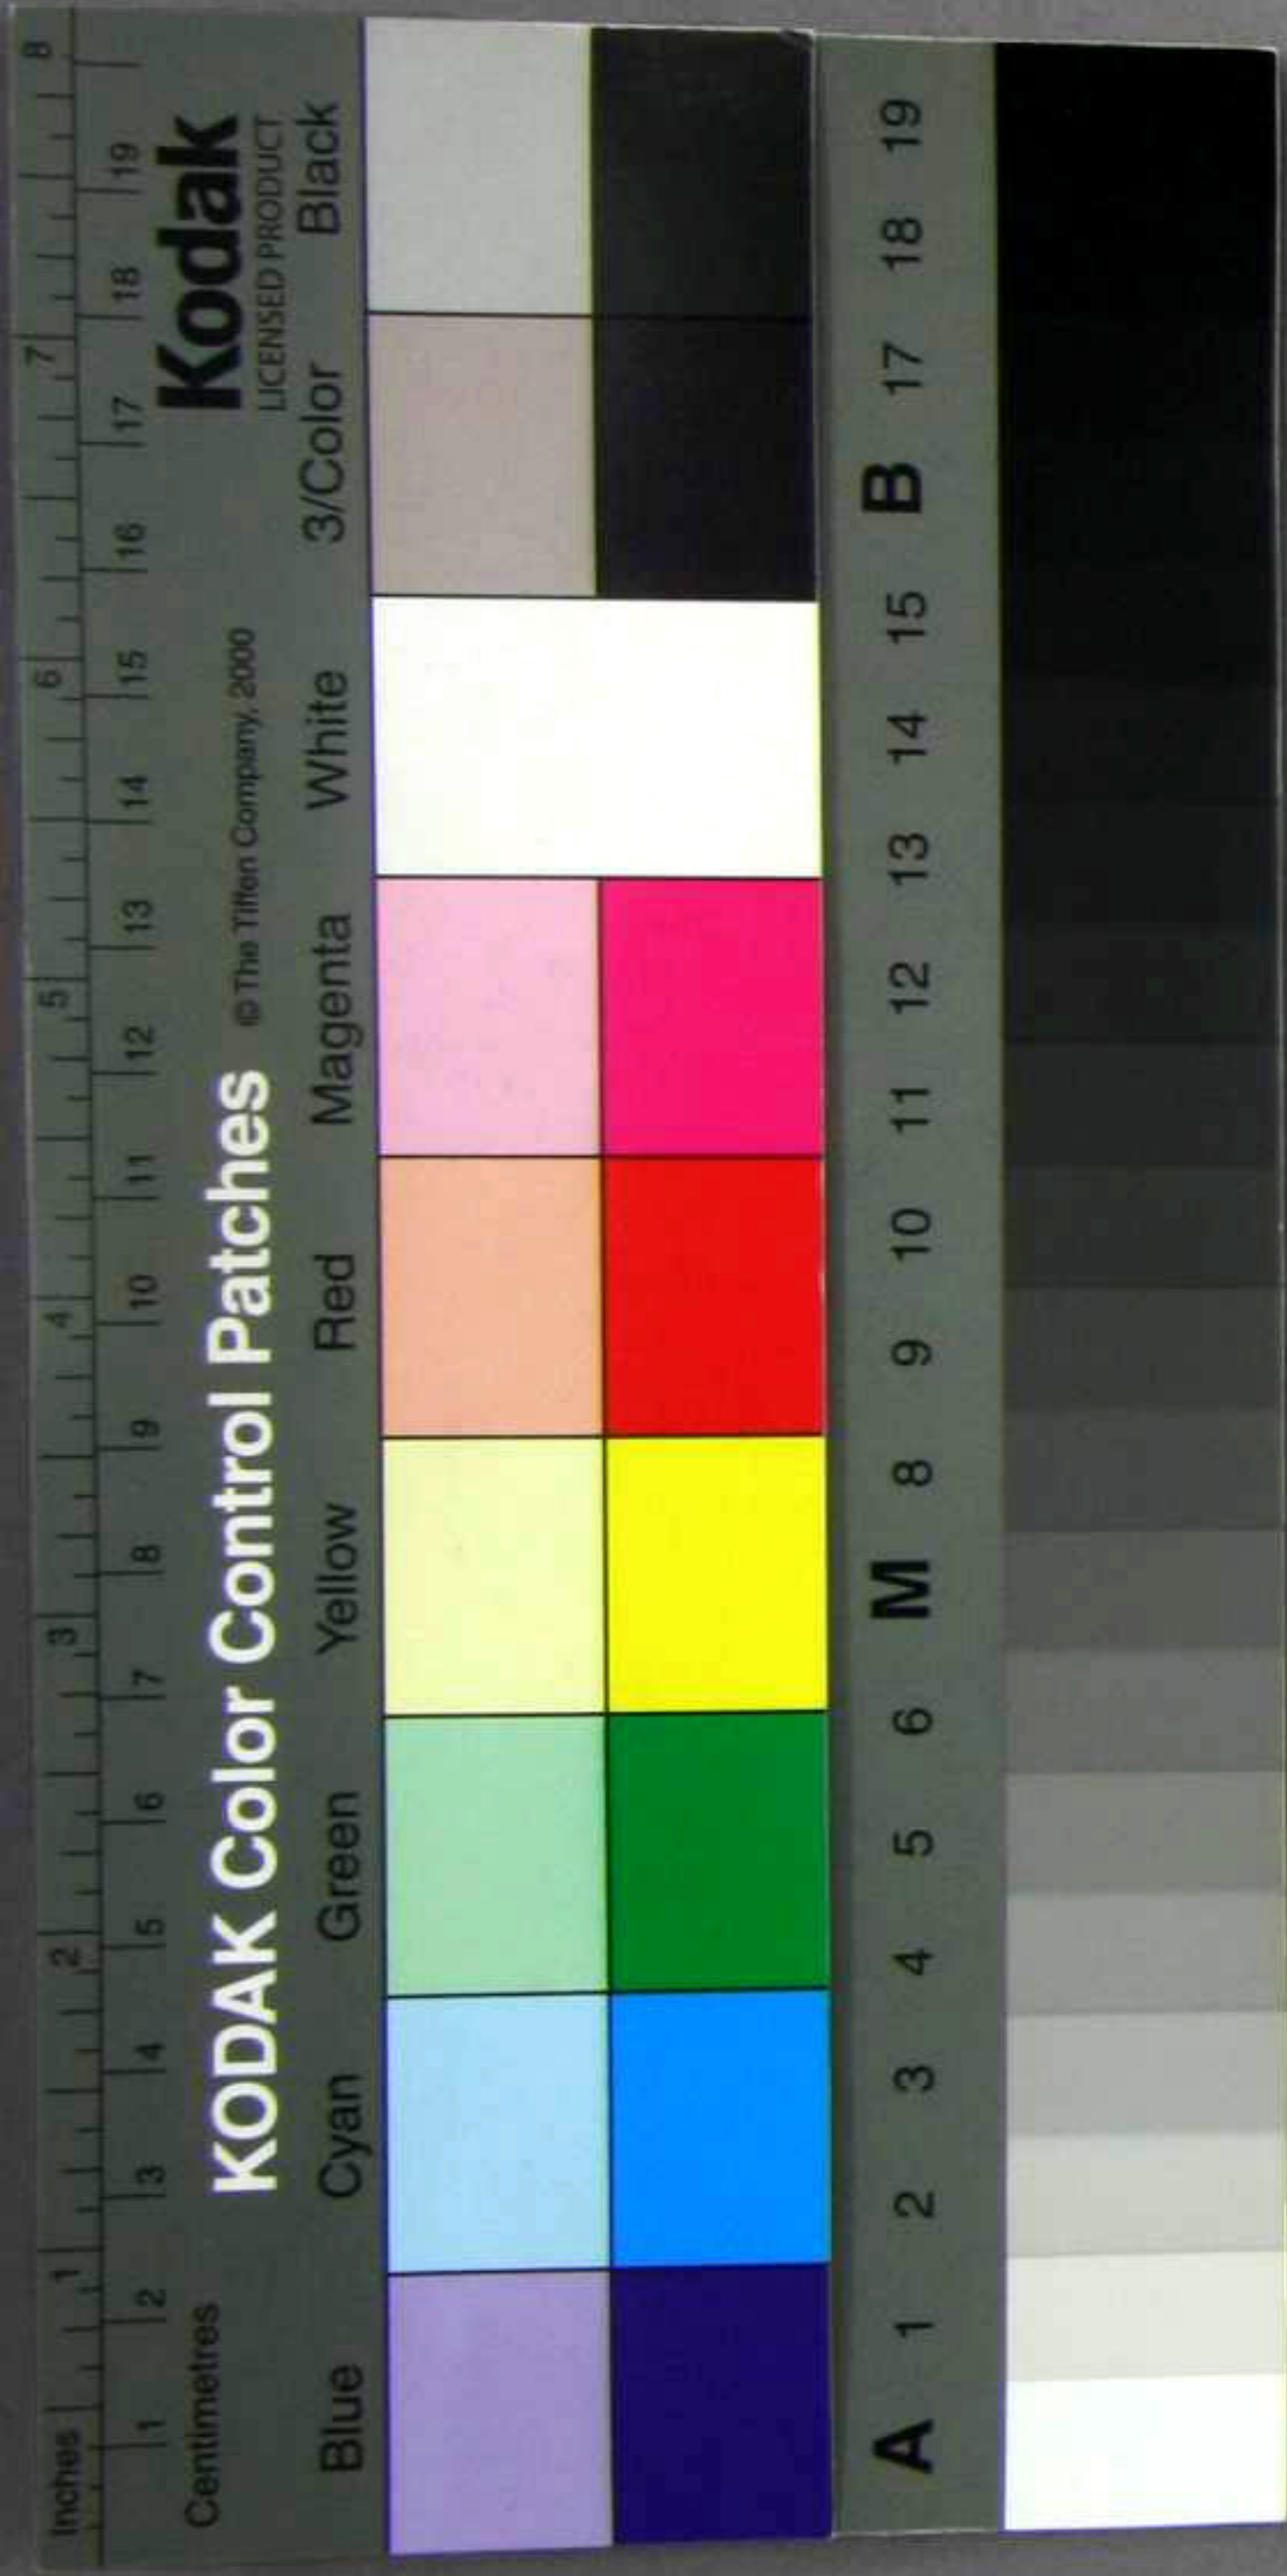 Inches 1 2 3 4 5 6 7 8
1 2 3 4 5 6 7 8 9 10 11 12 13 14 15 16 17 18 19
Centimetres
KODAK Color Control Patches © The Tiffen Company, 2000 Kodak
LICENSED PRODUCT
Blue Cyan Green Yellow Red Magenta White 3/Color Black
A 1 2 3 4 5 6 M 8 9 10 11 12 13 14 15 B 17 18 19